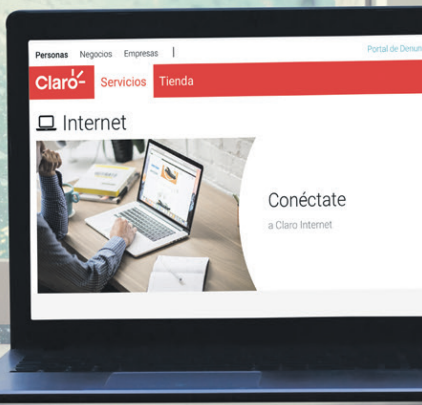 Personas Negocios Empresas | Portal de Denun
Claro Servicios Tienda
Internet
Conéctate
a Claro Internet